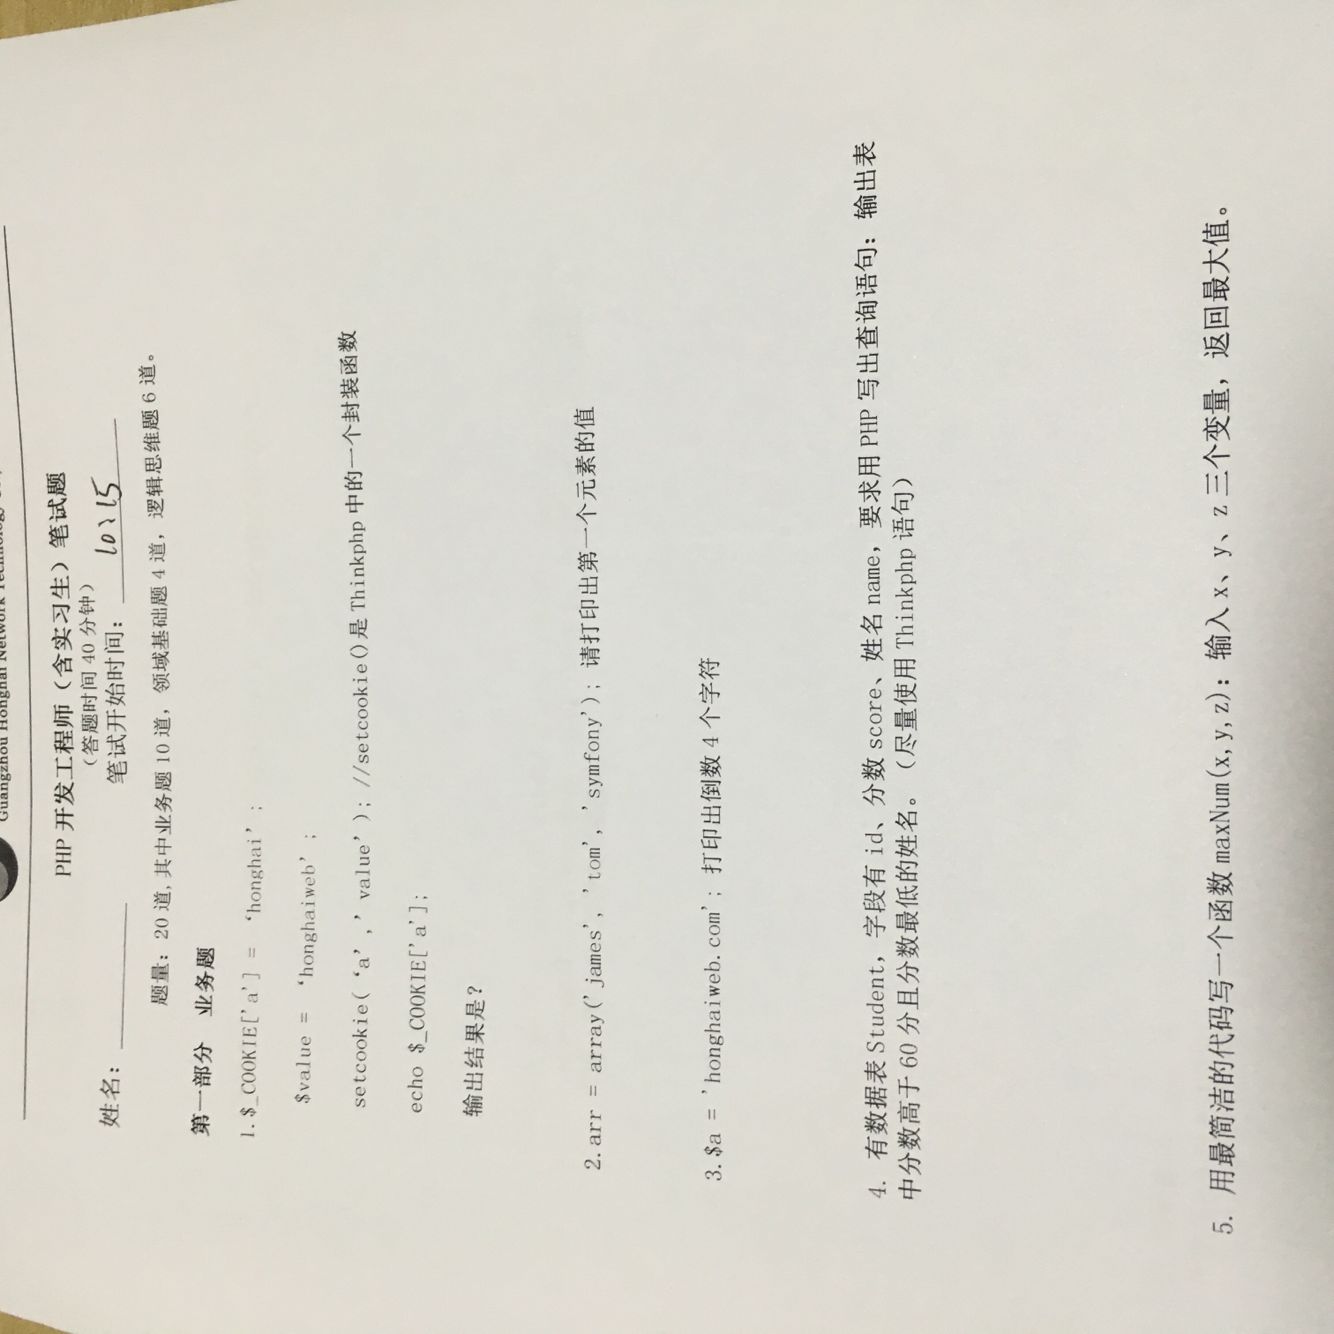 Guangzhou Honghai Network Technology
PHP 开发工程师（含实习生）笔试题
（答题时间 40 分钟）
姓名：__________ 笔试开始时间：10:15
题量：20 道,其中业务题 10 道，领域基础题 4 道，逻辑思维题 6 道。
第一部分 业务题
1.$_COOKIE['a'] = ‘honghai’;
$value = ‘honghaiweb’;
setcookie(‘a’,’value’); //setcookie()是 Thinkphp 中的一个封装函数
echo $_COOKIE['a'];
输出结果是?
2.arr = array('james', 'tom', 'symfony'); 请打印出第一个元素的值
3.$a = 'honghaiweb.com'; 打印出倒数 4 个字符
4. 有数据表 Student，字段有 id、分数 score、姓名 name，要求用 PHP 写出查询语句：输出表
中分数高于 60 分且分数最低的姓名。（尽量使用 Thinkphp 语句）
5. 用最简洁的代码写一个函数 maxNum(x,y,z)：输入 x、y、z 三个变量，返回最大值。